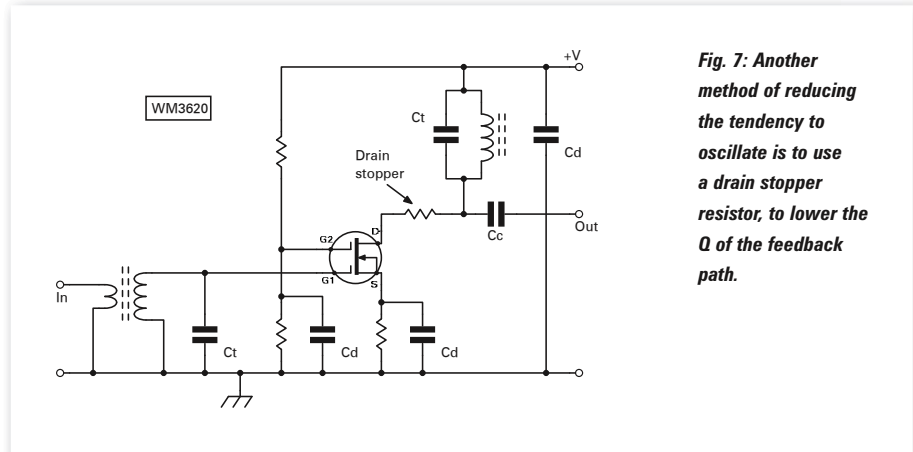 WM3620
+V
Ct
Cd
Drain
stopper
Out
Cc
D
G2
G1
S
In
Ct
Cd
Cd
Fig. 7: Another
method of reducing
the tendency to
oscillate is to use
a drain stopper
resistor, to lower the
Q of the feedback
path.